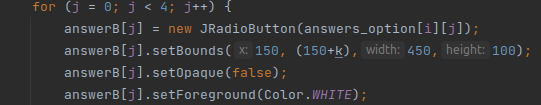 for (j = 0; j < 4; j++) {
answerB[j] = new JRadioButton(answers_option[i][j]);
answerB[j].setBounds( x: 150, (150+k), width: 450, height: 100);
answerB[j].setOpaque(false);
answerB[j].setForeground(Color.WHITE);